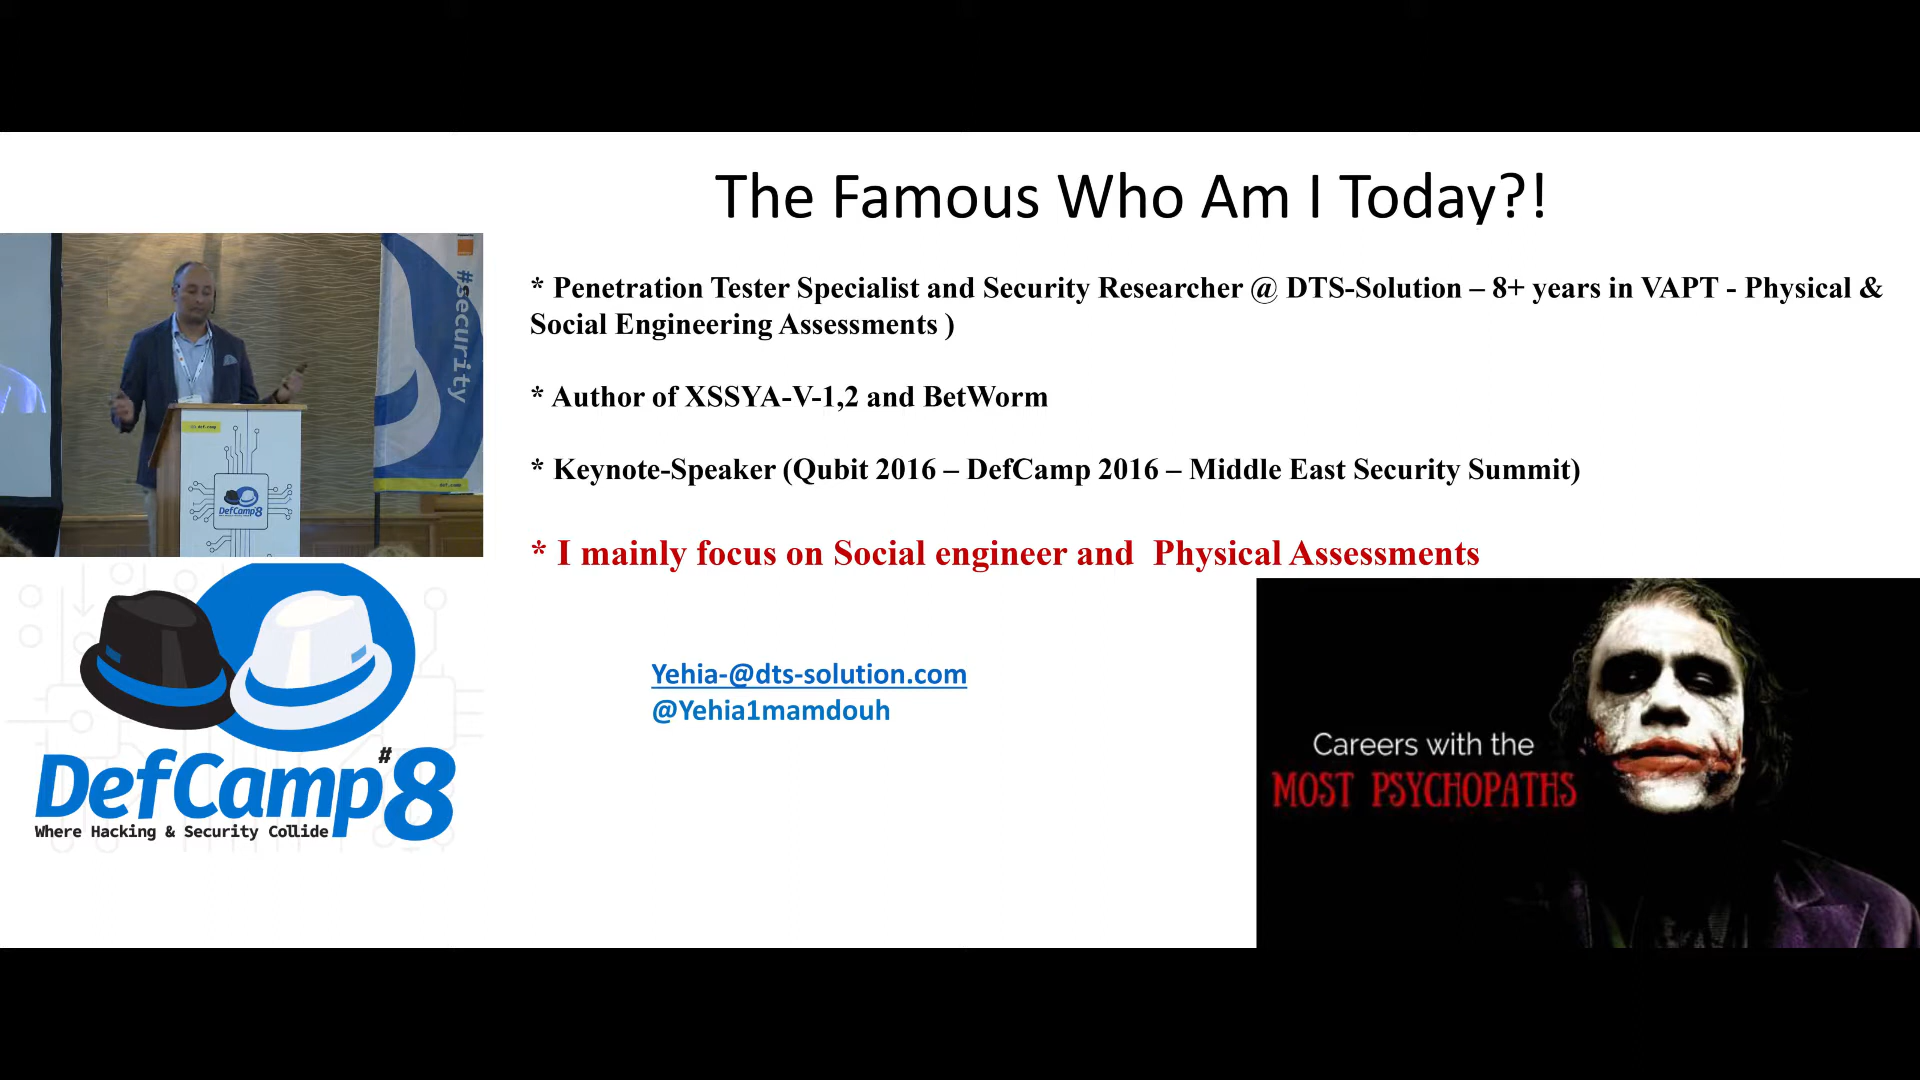 The Famous Who Am I Today?!
* Penetration Tester Specialist and Security Researcher @ DTS-Solution – 8+ years in VAPT - Physical &
Social Engineering Assessments )
* Author of XSSYA-V-1,2 and BetWorm
* Keynote-Speaker (Qubit 2016 – DefCamp 2016 – Middle East Security Summit)
* I mainly focus on Social engineer and  Physical Assessments
Yehia-@dts-solution.com
@Yehia1mamdouh
Careers with the
MOST PSYCHOPATHS
#security
DefCamp8
DefCamp#8
Where Hacking & Security Collide